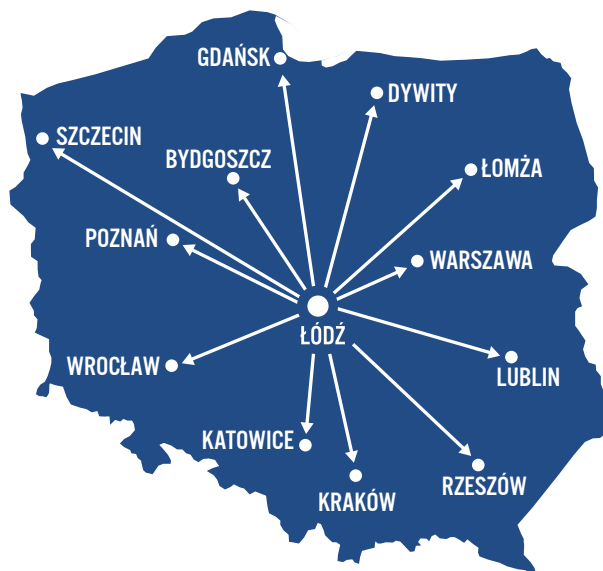 GDAŃSK
DYWITY
SZCZECIN
BYDGOSZCZ
ŁOMŻA
POZNAŃ
WARSZAWA
ŁÓDŹ
WROCŁAW
LUBLIN
KATOWICE
RZESZÓW
KRAKÓW